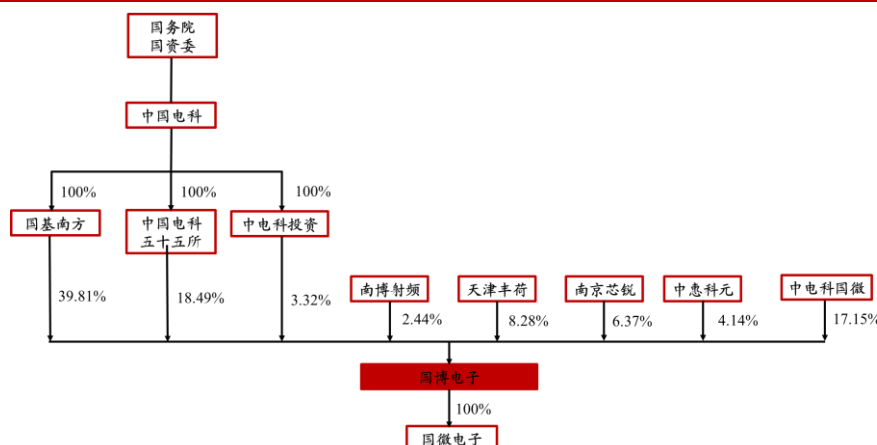 国务院
国资委
中国电科
100%
100%
100%
国基南方
中国电科
五十五所
中电科投资
39.81%
18.49%
3.32%
南博射频
天津丰荷
南京芯锐
中惠科元
中电科国微
2.44%
8.28%
6.37%
4.14%
17.15%
国博电子
100%
国微电子